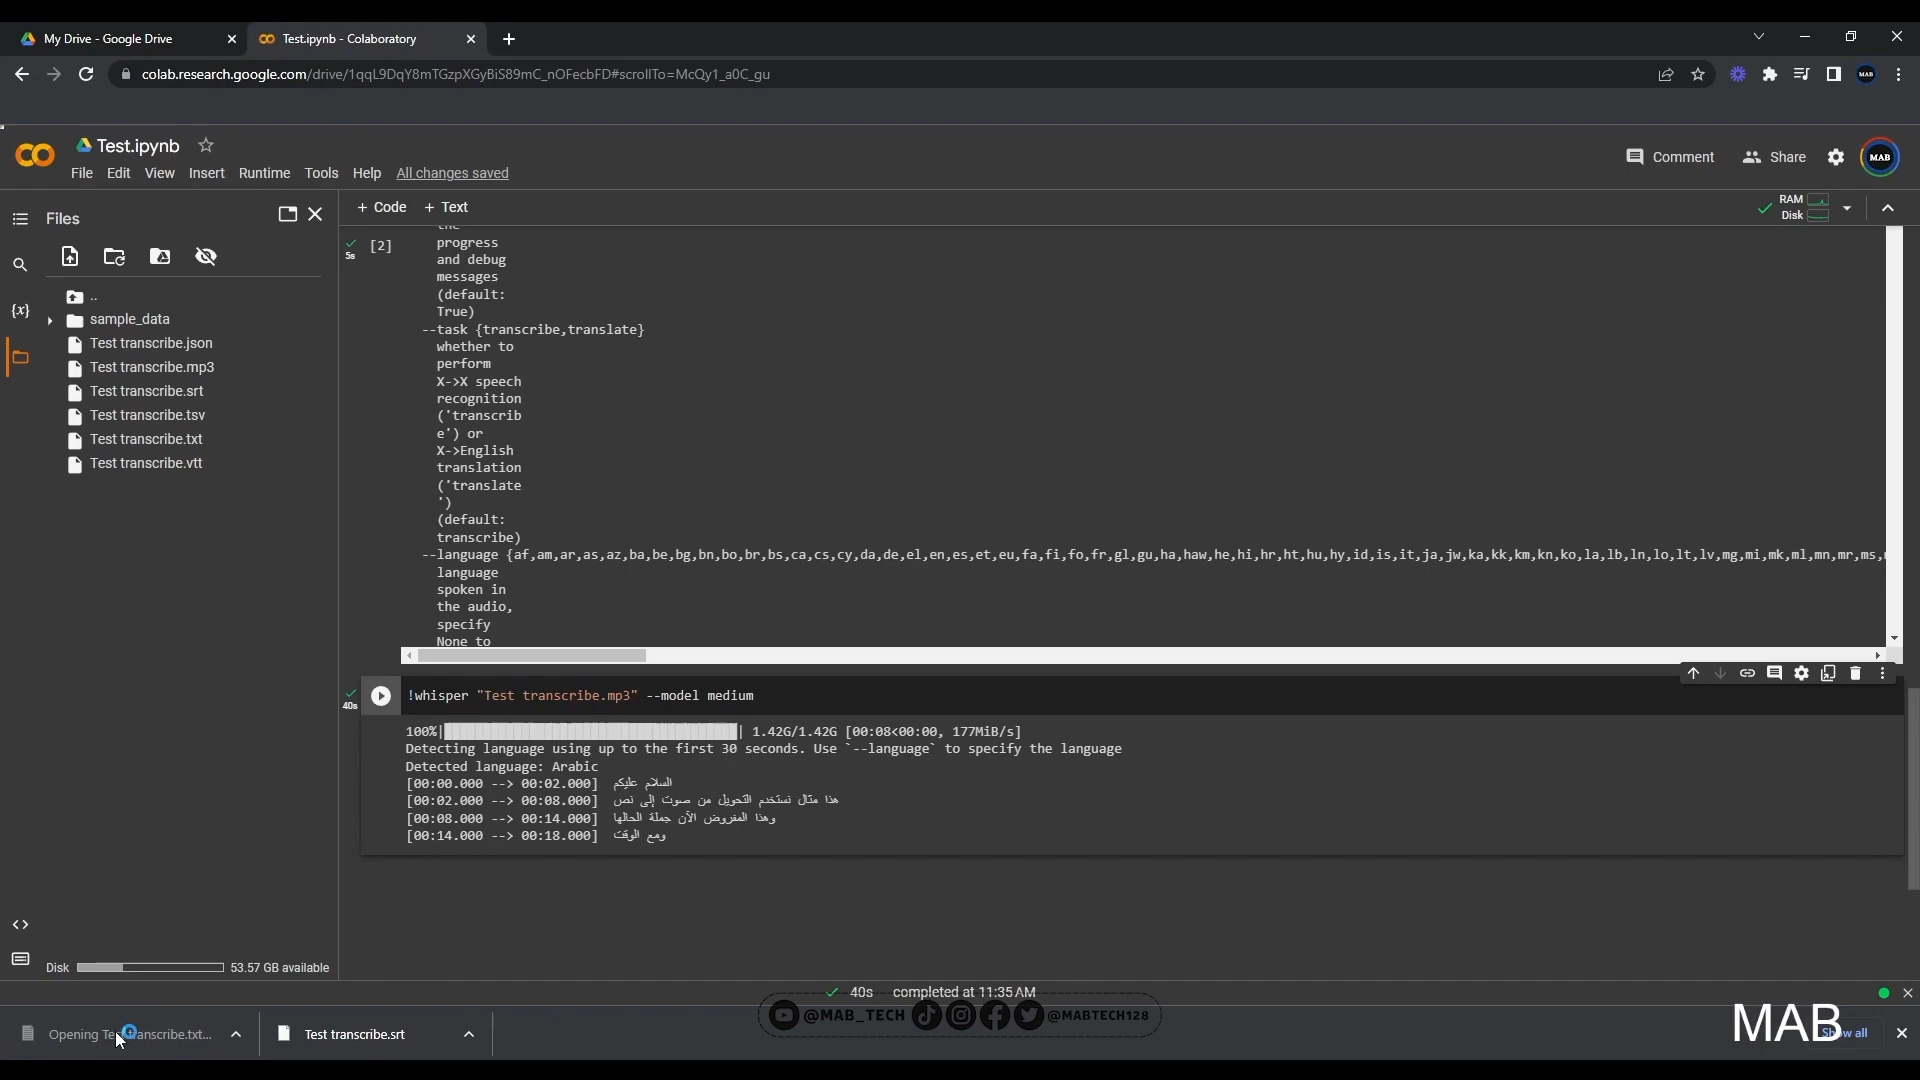 My Drive - Google Drive
Test.ipynb - Colaboratory
colab.research.google.com/drive/1qqL9DqY8mTGzpXGyBiS89mC_nOFecbFD#scrollTo=McQy1_a0C_gu
MAB
Test.ipynb
File Edit View Insert Runtime Tools Help All changes saved
Comment Share MAB
Files
+ Code + Text
RAM
Disk
..
sample_data
Test transcribe.json
Test transcribe.mp3
Test transcribe.srt
Test transcribe.tsv
Test transcribe.txt
Test transcribe.vtt
Disk 53.57 GB available
{x}
5s
[2]
progress
and debug
messages
(default:
True)
--task {transcribe,translate}
whether to
perform
X->X speech
recognition
('transcrib
e') or
X->English
translation
('translate
')
(default:
transcribe)
--language {af,am,ar,as,az,ba,be,bg,bn,bo,br,bs,ca,cs,cy,da,de,el,en,es,et,eu,fa,fi,fo,fr,gl,gu,ha,haw,he,hi,hr,ht,hu,hy,id,is,it,ja,jw,ka,kk,km,kn,ko,la,lb,ln,lo,lt,lv,mg,mi,mk,ml,mn,mr,ms,
language
spoken in
the audio,
specify
None to
40s
!whisper "Test transcribe.mp3" --model medium
100%| | 1.42G/1.42G [00:08<00:00, 177MiB/s]
Detecting language using up to the first 30 seconds. Use `--language` to specify the language
Detected language: Arabic
[00:00.000 --> 00:02.000] السلام عليكم
[00:02.000 --> 00:08.000] هذا مثال نستخدم التحويل من صوت إلى نص
[00:08.000 --> 00:14.000] وهذا المفروض الآن جملة الحالها
[00:14.000 --> 00:18.000] ومع الوقت
40s completed at 11:35 AM
@MAB_TECH @MABTECH128
Opening Te transcribe.txt...
Test transcribe.srt
MAB
all